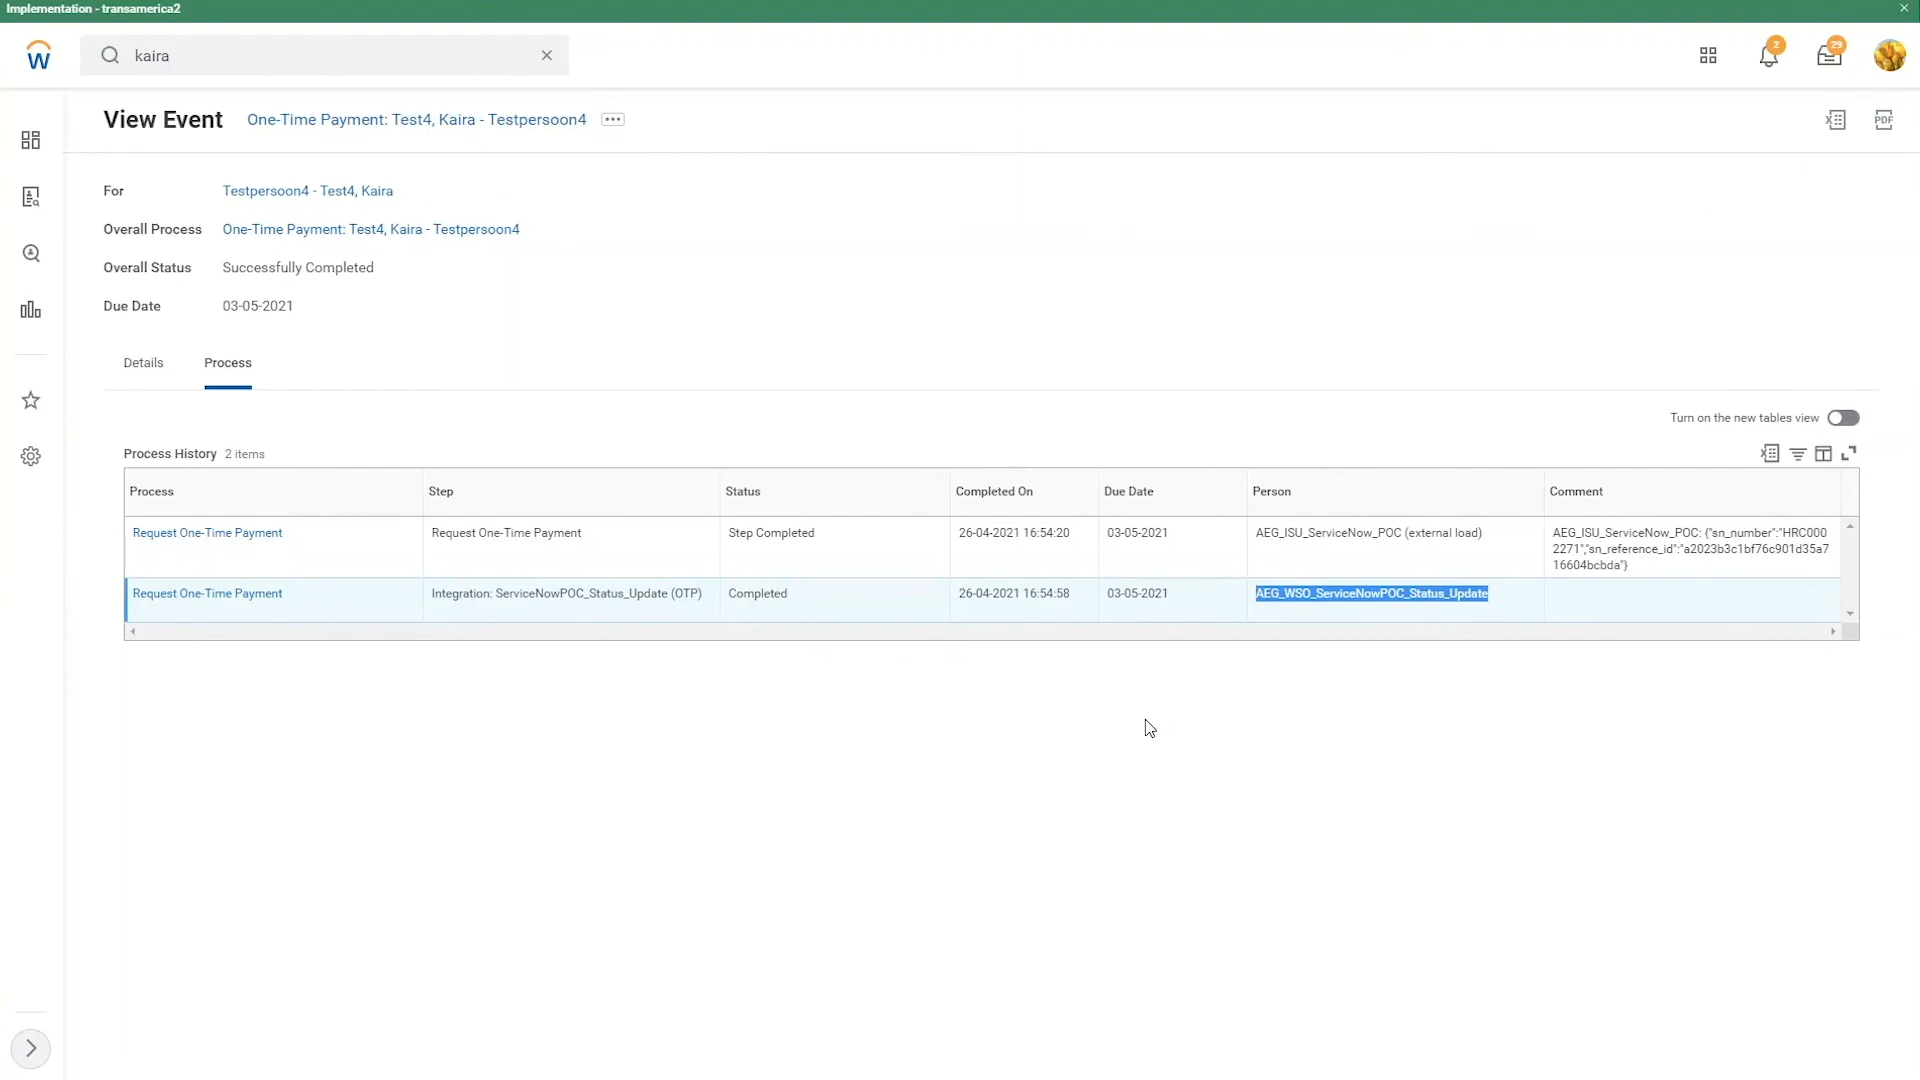 Implementation - transamerica2
kaira
2
29
View Event
One-Time Payment: Test4, Kaira - Testpersoon4
PDF
For
Testpersoon4 - Test4, Kaira
Overall Process
One-Time Payment: Test4, Kaira - Testpersoon4
Overall Status
Successfully Completed
Due Date
03-05-2021
Details
Process
Turn on the new tables view
Process History 2 items
Process
Step
Status
Completed On
Due Date
Person
Comment
Request One-Time Payment
Request One-Time Payment
Step Completed
26-04-2021 16:54:20
03-05-2021
AEG_ISU_ServiceNow_POC (external load)
AEG_ISU_ServiceNow_POC: {"sn_number":"HRC000
2271","sn_reference_id":"a2023b3c1bf76c901d35a7
16604bcbda"}
Request One-Time Payment
Integration: ServiceNowPOC_Status_Update (OTP)
Completed
26-04-2021 16:54:58
03-05-2021
AEG_WSO_ServiceNowPOC_Status_Update